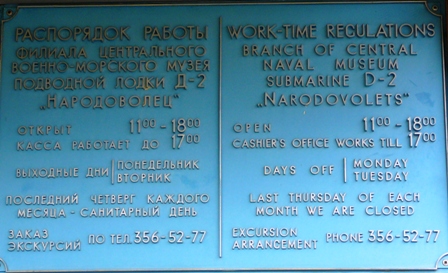 РАСПОРЯДОК РАБОТЫ
ФИЛИАЛА ЦЕНТРАЛЬНОГО
ВОЕННО-МОРСКОГО МУЗЕЯ
ПОДВОДНОЙ ЛОДКИ Д-2
„НАРОДОВОЛЕЦ"
ОТКРЫТ 11⁰⁰ - 18⁰⁰
КАССА РАБОТАЕТ ДО 17⁰⁰
ВЫХОДНЫЕ ДНИ
ПОНЕДЕЛЬНИК
ВТОРНИК
ПОСЛЕДНИЙ ЧЕТВЕРГ КАЖДОГО
МЕСЯЦА - САНИТАРНЫЙ ДЕНЬ
ЗАКАЗ
ЭКСКУРСИЙ
ПО ТЕЛ. 356-52-77
WORK-TIME REGULATIONS
BRANCH OF CENTRAL
NAVAL MUSEUM
SUBMARINE D-2
„NARODOVOLETS"
OPEN 11⁰⁰ - 18⁰⁰
CASHIER'S OFFICE WORKS TILL 17⁰⁰
DAYS OFF
MONDAY
TUESDAY
LAST THURSDAY OF EACH
MONTH WE ARE CLOSED
EXCURSION
ARRANGEMENT
PHONE 356-52-77